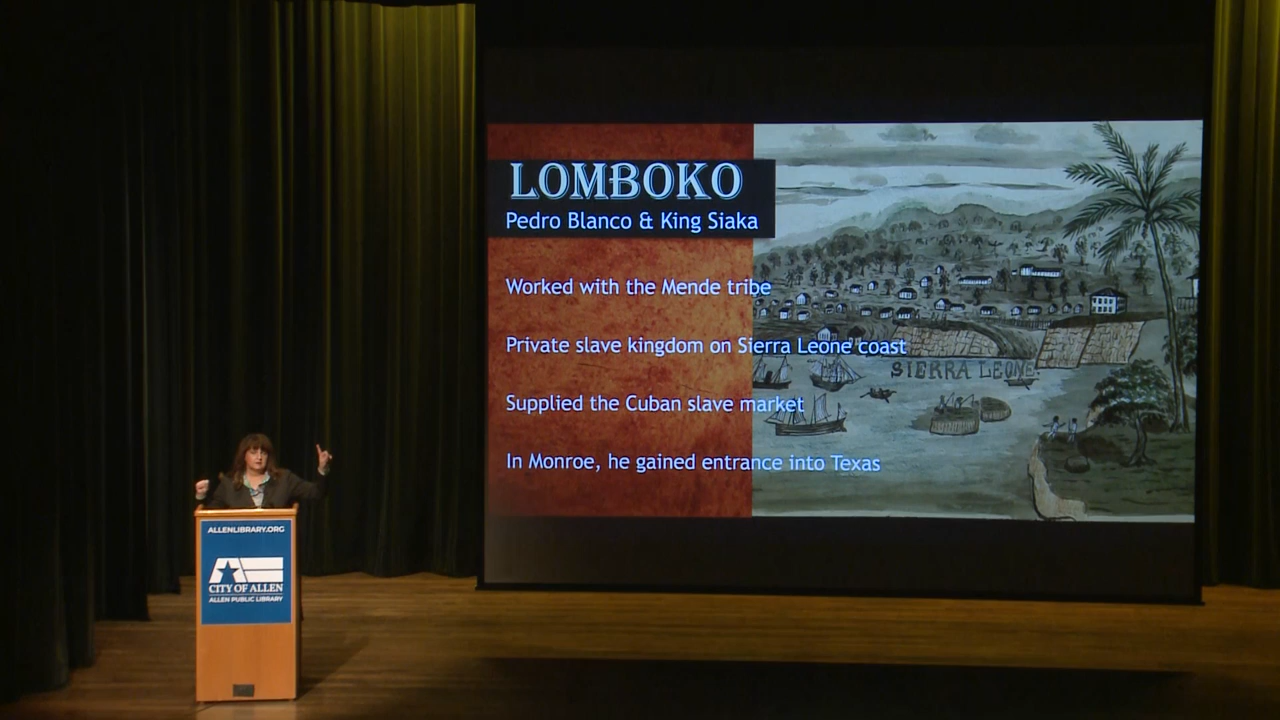 LOMBOKO
Pedro Blanco & King Siaka
Worked with the Mende tribe
Private slave kingdom on Sierra Leone coast
SIERRA LEONE.
Supplied the Cuban slave market
In Monroe, he gained entrance into Texas
ALLENLIBRARY.ORG
CITY OF ALLEN
ALLEN PUBLIC LIBRARY